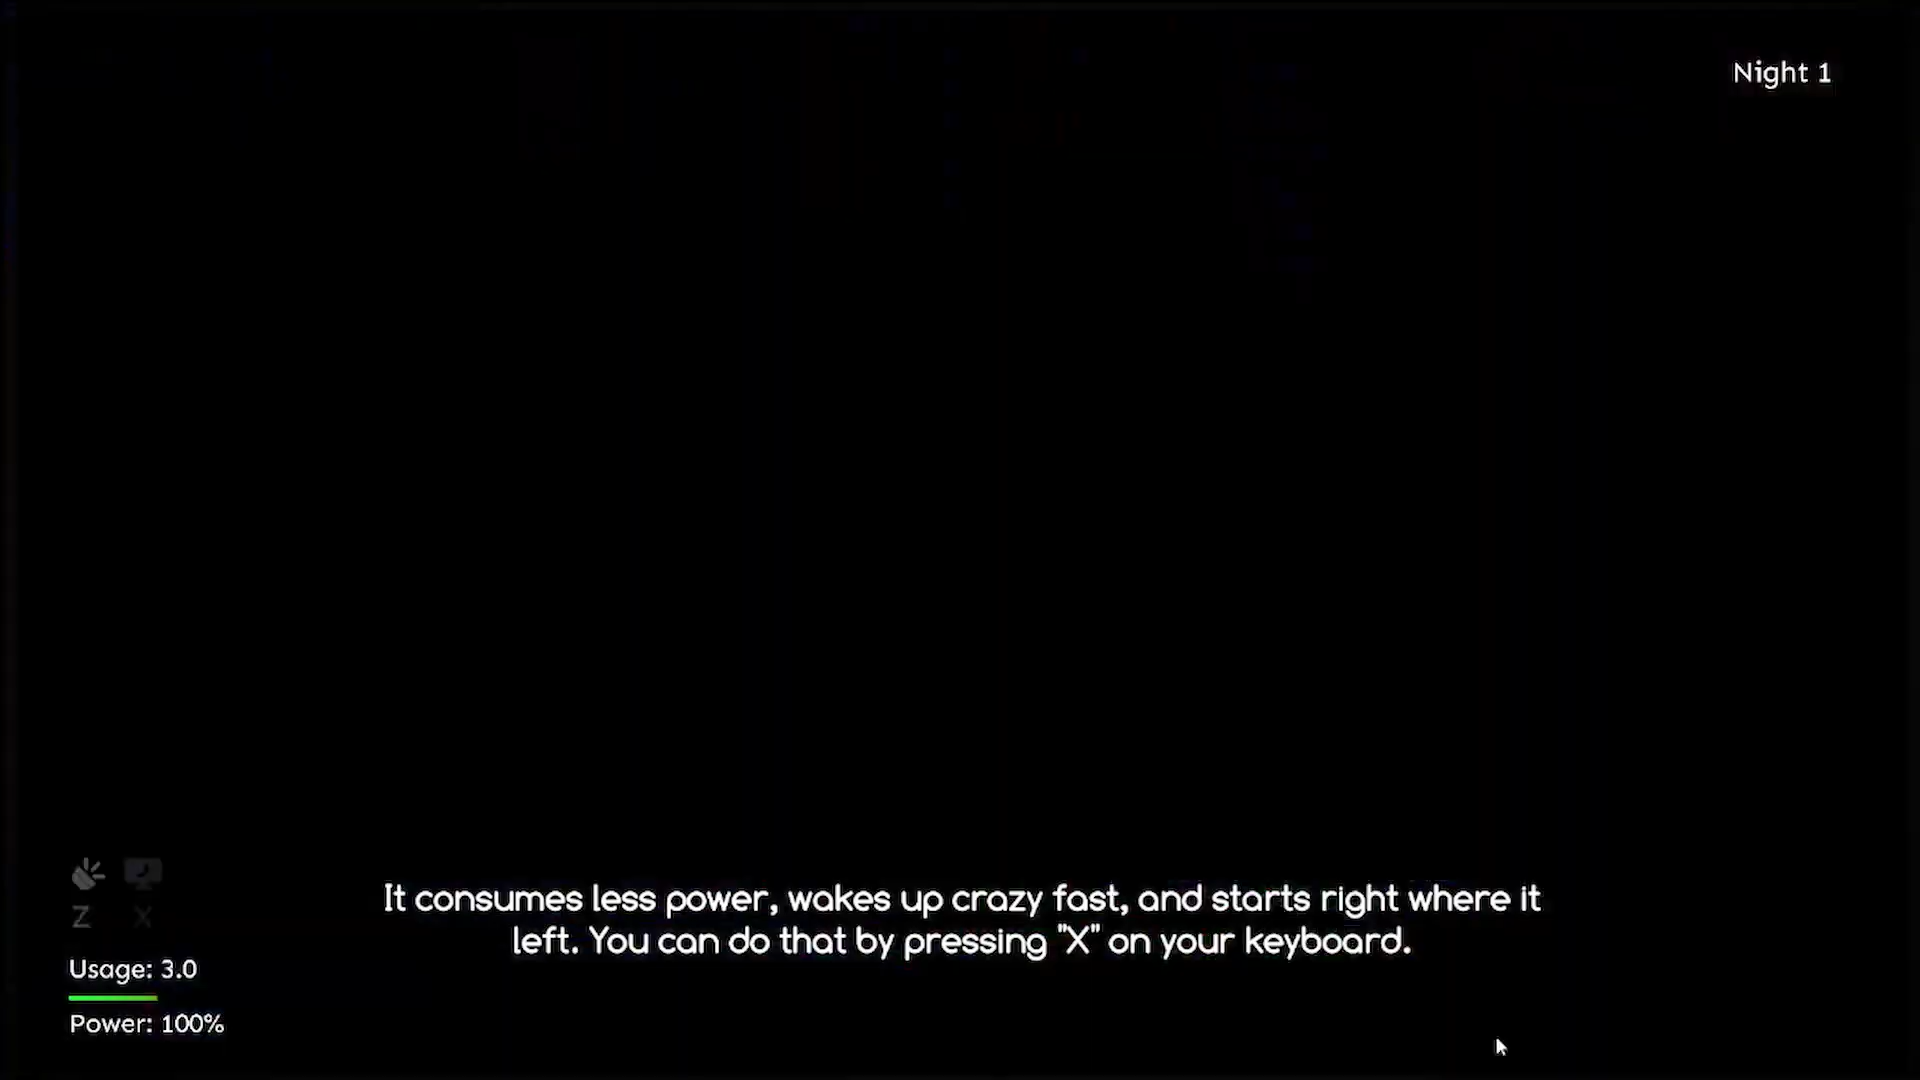 Night 1
Z X
It consumes less power, wakes up crazy fast, and starts right where it
left. You can do that by pressing "X" on your keyboard.
Usage: 3.0
Power: 100%